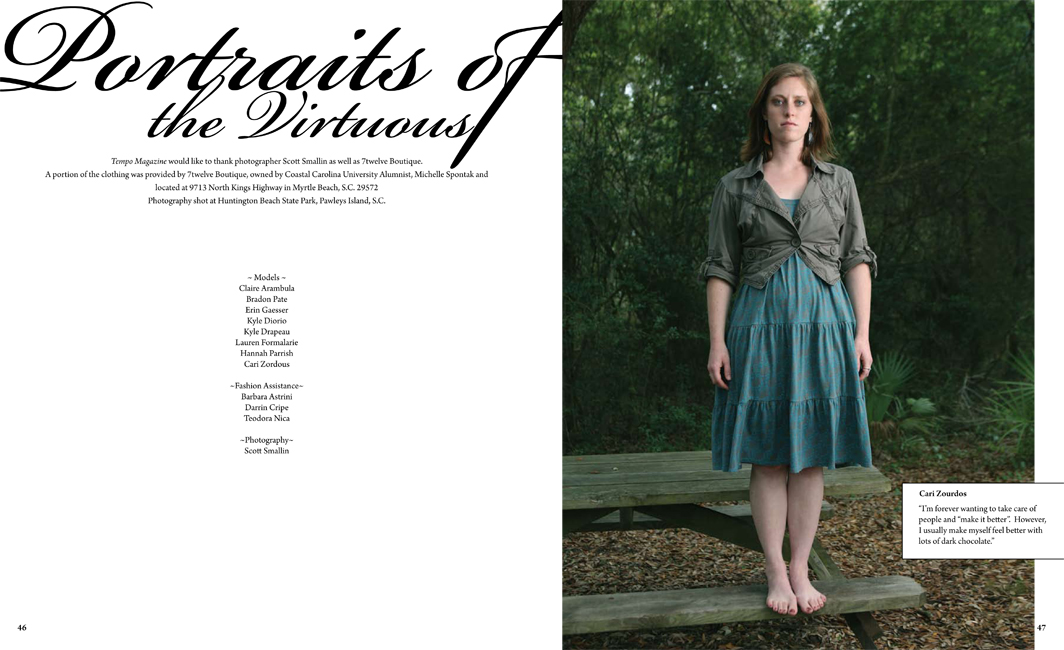 Portraits of
the Virtuous
Tempo Magazine would like to thank photographer Scott Smallin as well as 7twelve Boutique.
A portion of the clothing was provided by 7twelve Boutique, owned by Coastal Carolina University Alumnist, Michelle Spontak and
located at 9713 North Kings Highway in Myrtle Beach, S.C. 29572
Photography shot at Huntington Beach State Park, Pawleys Island, S.C.
~ Models ~
Claire Arambula
Bradon Pate
Erin Gaesser
Kyle Diorio
Kyle Drapeau
Lauren Formalarie
Hannah Parrish
Cari Zordous
~Fashion Assistance~
Barbara Astrini
Darrin Cripe
Teodora Nica
~Photography~
Scott Smallin
46
Cari Zourdos
"I'm forever wanting to take care of
people and "make it better". However,
I usually make myself feel better with
lots of dark chocolate."
47